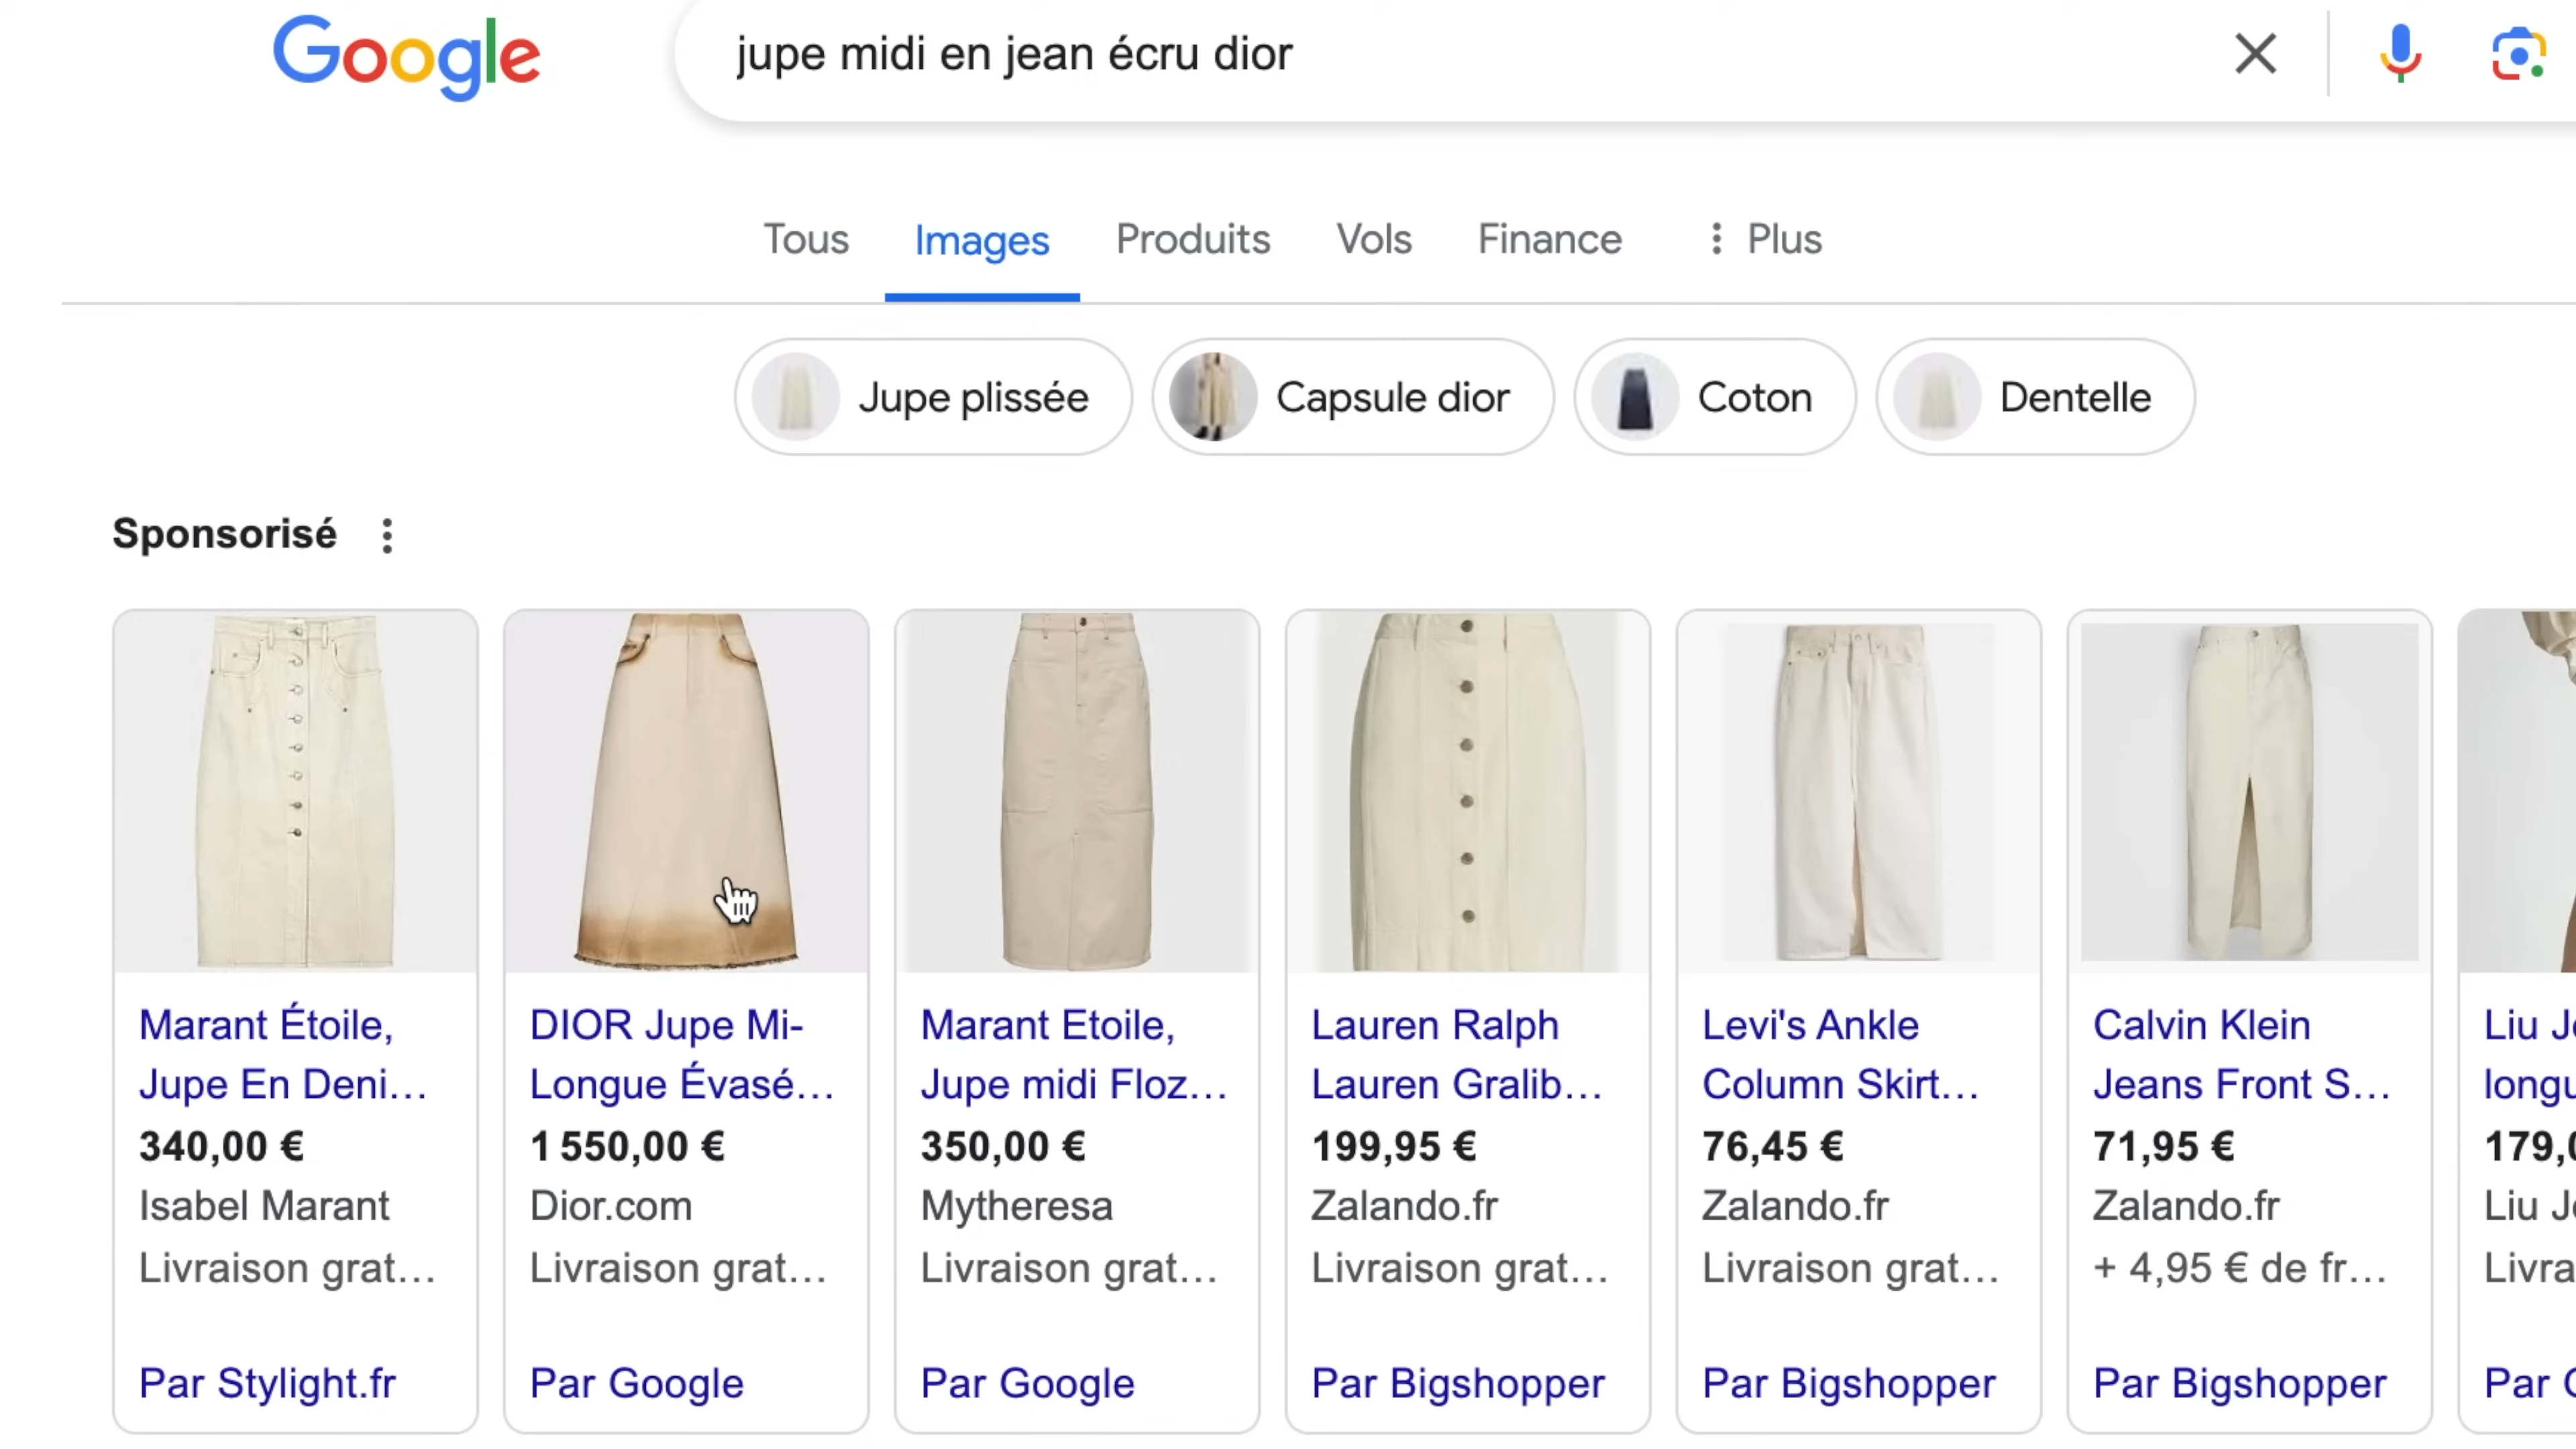 Google
jupe midi en jean écru dior
Tous Images Produits Vols Finance Plus
Jupe plissée Capsule dior Coton Dentelle
Sponsorisé
Marant Étoile,
Jupe En Deni...
340,00 €
Isabel Marant
Livraison grat...
Par Stylight.fr
DIOR Jupe Mi-
Longue Évasé...
1 550,00 €
Dior.com
Livraison grat...
Par Google
Marant Etoile,
Jupe midi Floz...
350,00 €
Mytheresa
Livraison grat...
Par Google
Lauren Ralph
Lauren Gralib...
199,95 €
Zalando.fr
Livraison grat...
Par Bigshopper
Levi's Ankle
Column Skirt...
76,45 €
Zalando.fr
Livraison grat...
Par Bigshopper
Calvin Klein
Jeans Front S...
71,95 €
Zalando.fr
+ 4,95 € de fr...
Par Bigshopper
Liu
Liu
Par